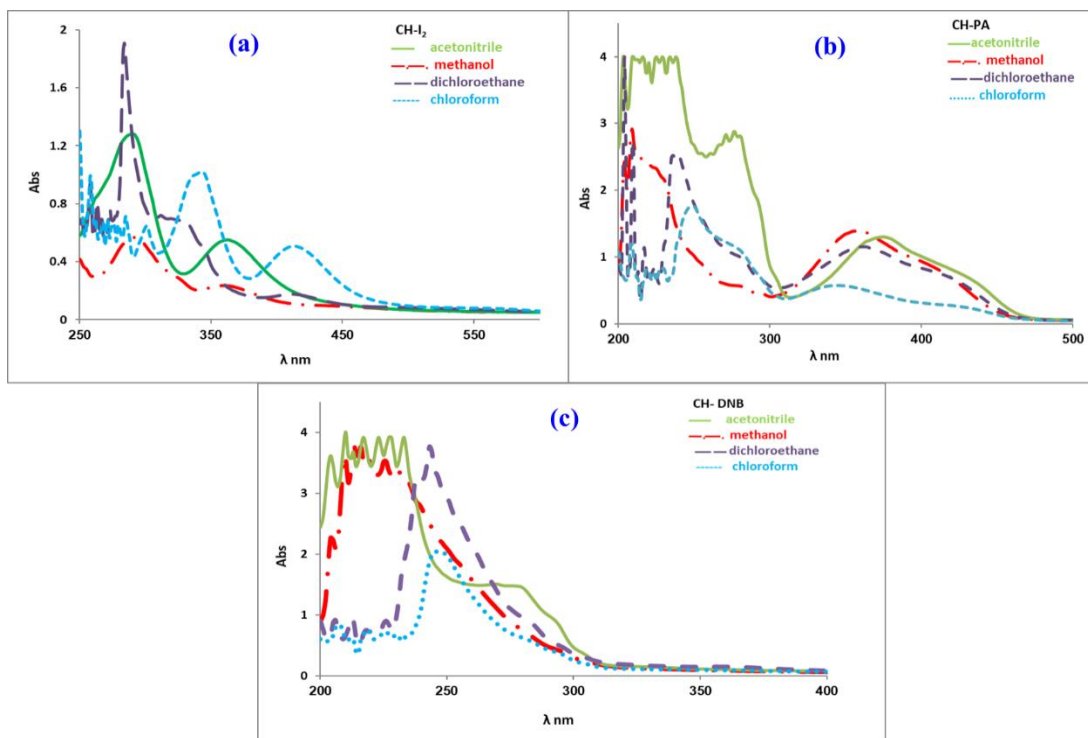 (a)
CH-I₂
acetonitrile
methanol
dichloroethane
chloroform
2
1.6
1.2
0.8
0.4
0
Abs
250
350
450
550
λ nm
(b)
CH-PA
acetonitrile
methanol
dichloroethane
chloroform
4
3
2
1
0
Abs
200
300
400
500
λ nm
(c)
CH- DNB
acetonitrile
methanol
dichloroethane
chloroform
4
3
2
1
0
Abs
200
250
300
350
400
λ nm